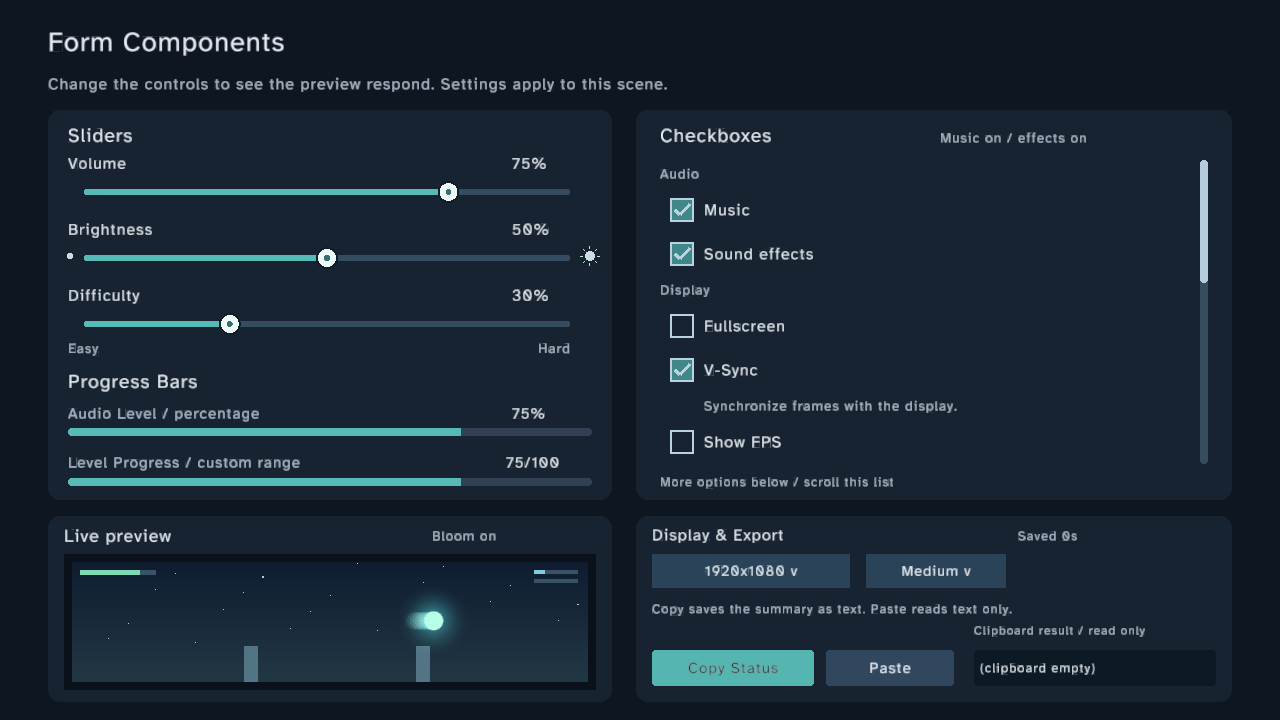 Form Components
Change the controls to see the preview respond. Settings apply to this scene.
Sliders
Volume 75%
Brightness 50%
Difficulty 30%
Easy Hard
Progress Bars
Audio Level / percentage 75%
Level Progress / custom range 75/100
Checkboxes Music on / effects on
Audio
Music
Sound effects
Display
Fullscreen
V-Sync
Synchronize frames with the display.
Show FPS
More options below / scroll this list
Live preview Bloom on
Display & Export Saved 0s
1920x1080 v Medium v
Copy saves the summary as text. Paste reads text only.
Clipboard result / read only
Copy Status Paste (clipboard empty)